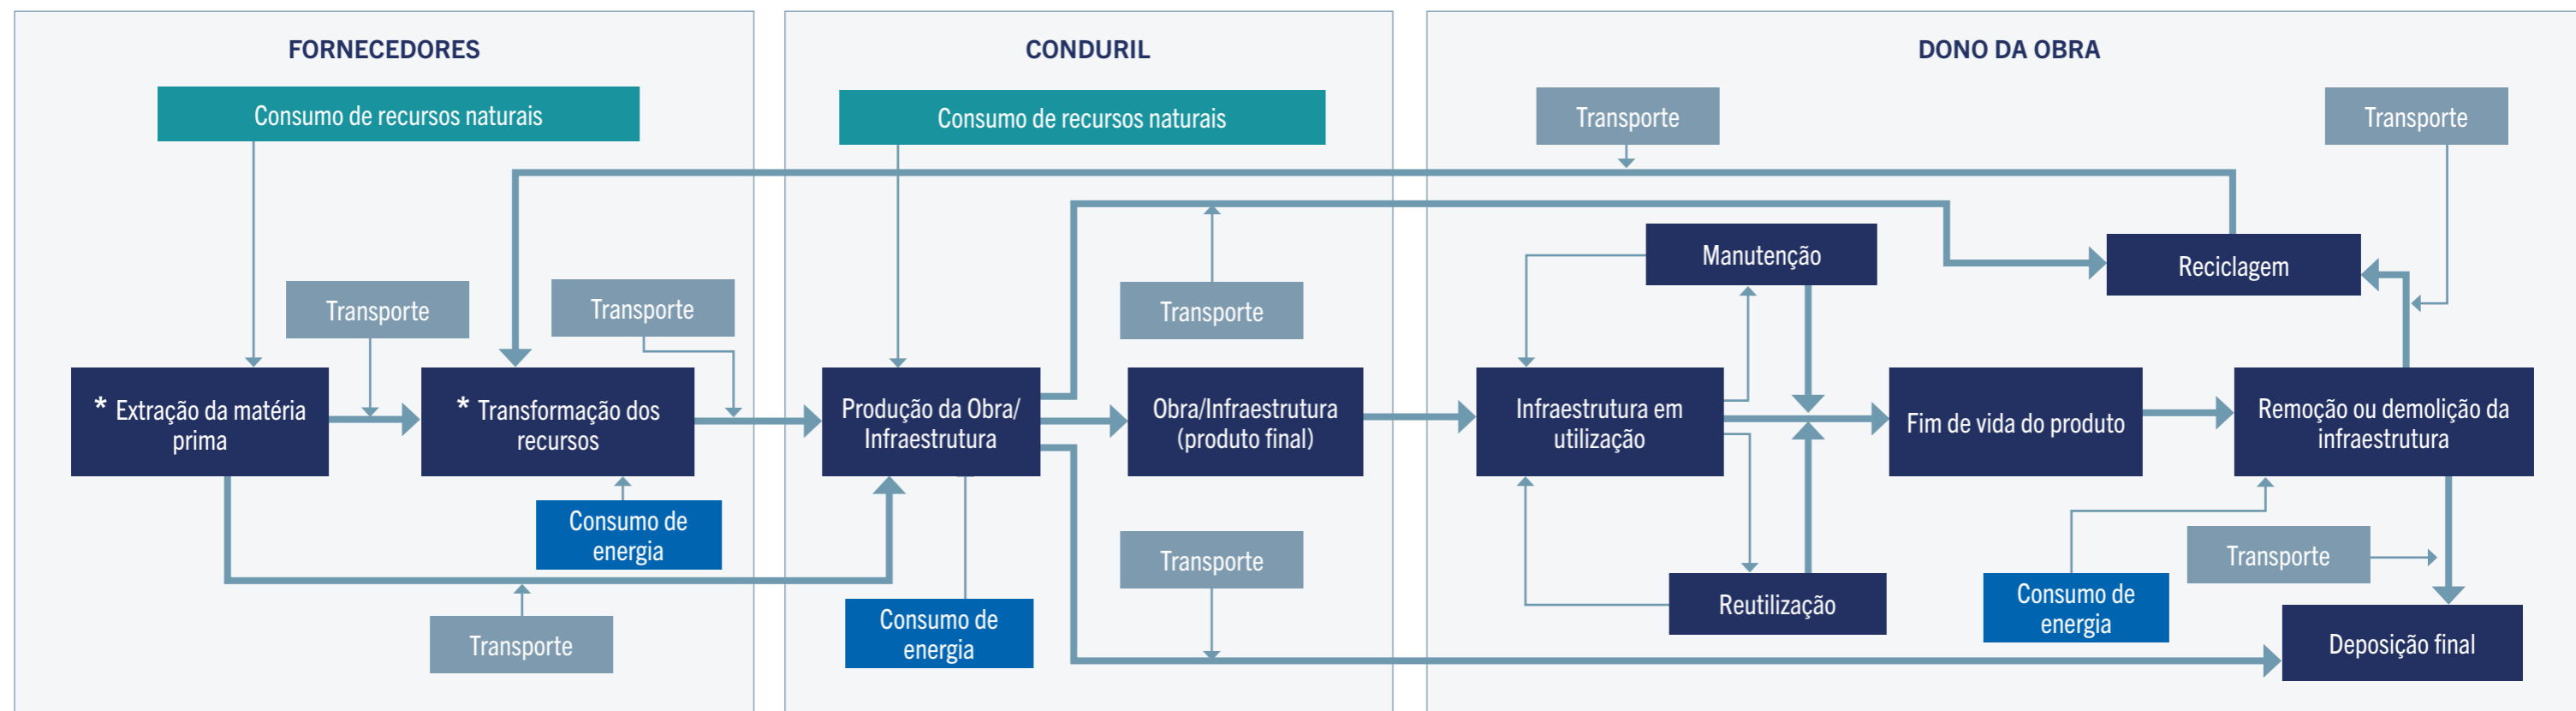 FORNECEDORES
Consumo de recursos naturais
Transporte
Transporte
* Extração da matéria
prima
* Transformação dos
recursos
Consumo de
energia
Transporte
CONDURIL
Consumo de recursos naturais
Transporte
Produção da Obra/
Infraestrutura
Obra/Infraestrutura
(produto final)
Transporte
Consumo de
energia
DONO DA OBRA
Transporte
Transporte
Manutenção
Reciclagem
Infraestrutura em
utilização
Fim de vida do produto
Remoção ou demolição da
infraestrutura
Transporte
Reutilização
Consumo de
energia
Deposição final